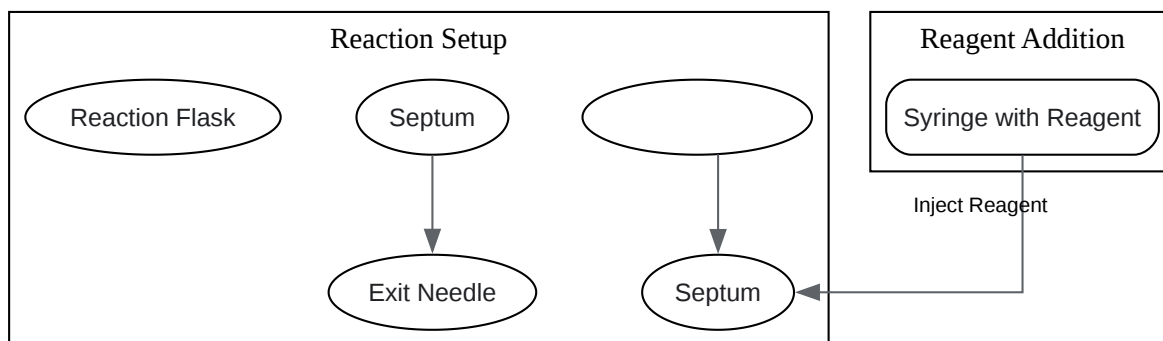 Reaction Setup
Reagent Addition
Reaction Flask
Septum
Syringe with Reagent
Inject Reagent
Exit Needle
Septum